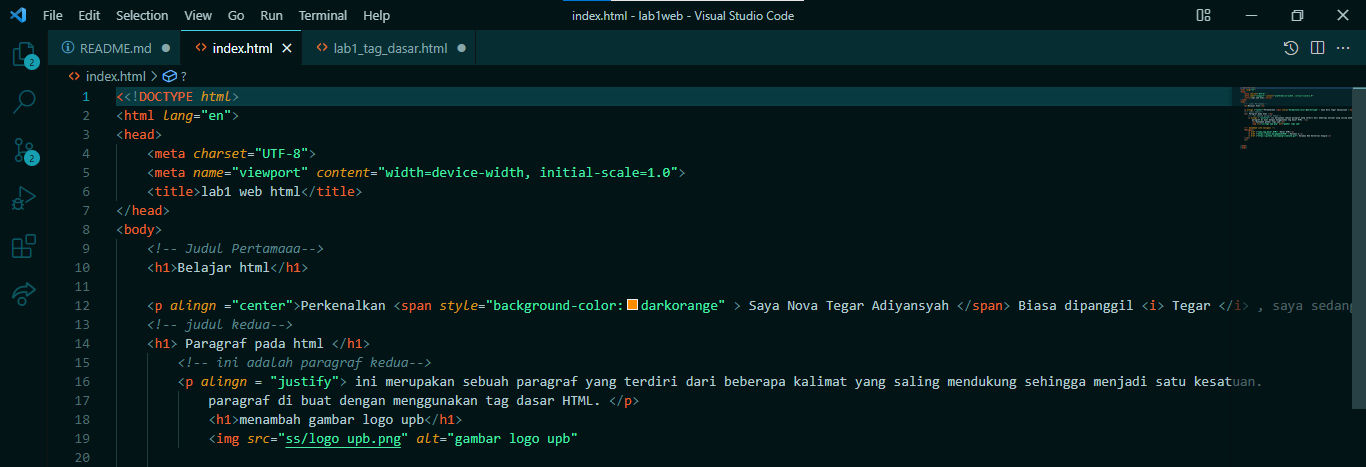 File Edit Selection View Go Run Terminal Help index.html - lab1web - Visual Studio Code
README.md index.html lab1_tag_dasar.html
index.html > ?
2
2
1 <<!DOCTYPE html>
2 <html lang="en">
3 <head>
4 <meta charset="UTF-8">
5 <meta name="viewport" content="width=device-width, initial-scale=1.0">
6 <title>lab1 web html</title>
7 </head>
8 <body>
9 <!-- Judul Pertamaaa-->
10 <h1>Belajar html</h1>
11
12 <p alingn ="center">Perkenalkan <span style="background-color: darkorange" > Saya Nova Tegar Adiyansyah </span> Biasa dipanggil <i> Tegar </i> , saya sedang
13 <!-- judul kedua-->
14 <h1> Paragraf pada html </h1>
15 <!-- ini adalah paragraf kedua-->
16 <p alingn = "justify"> ini merupakan sebuah paragraf yang terdiri dari beberapa kalimat yang saling mendukung sehingga menjadi satu kesatuan.
17 paragraf di buat dengan menggunakan tag dasar HTML. </p>
18 <h1>menambah gambar logo upb</h1>
19 <img src="ss/logo upb.png" alt="gambar logo upb"
20